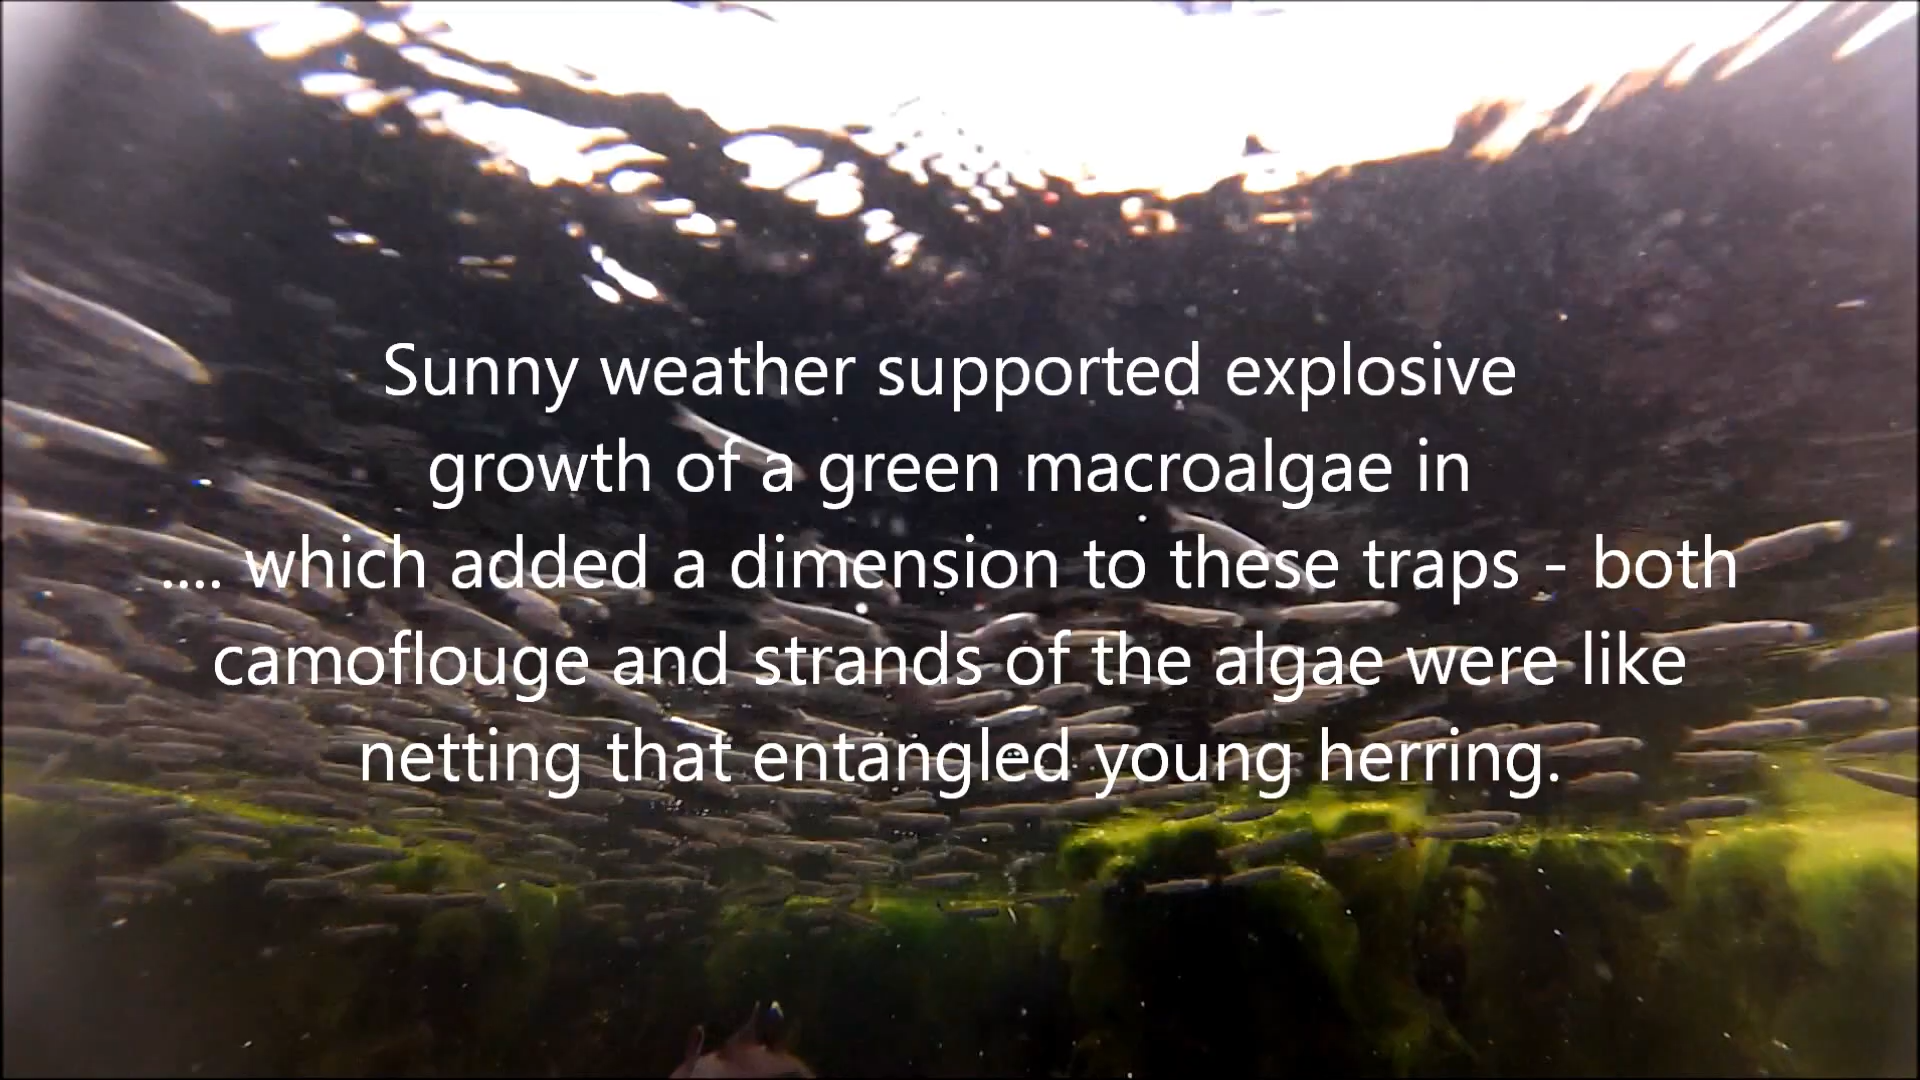 Sunny weather supported explosive
growth of a green macroalgae in
.... which added a dimension to these traps - both
camoflouge and strands of the algae were like
netting that entangled young herring.